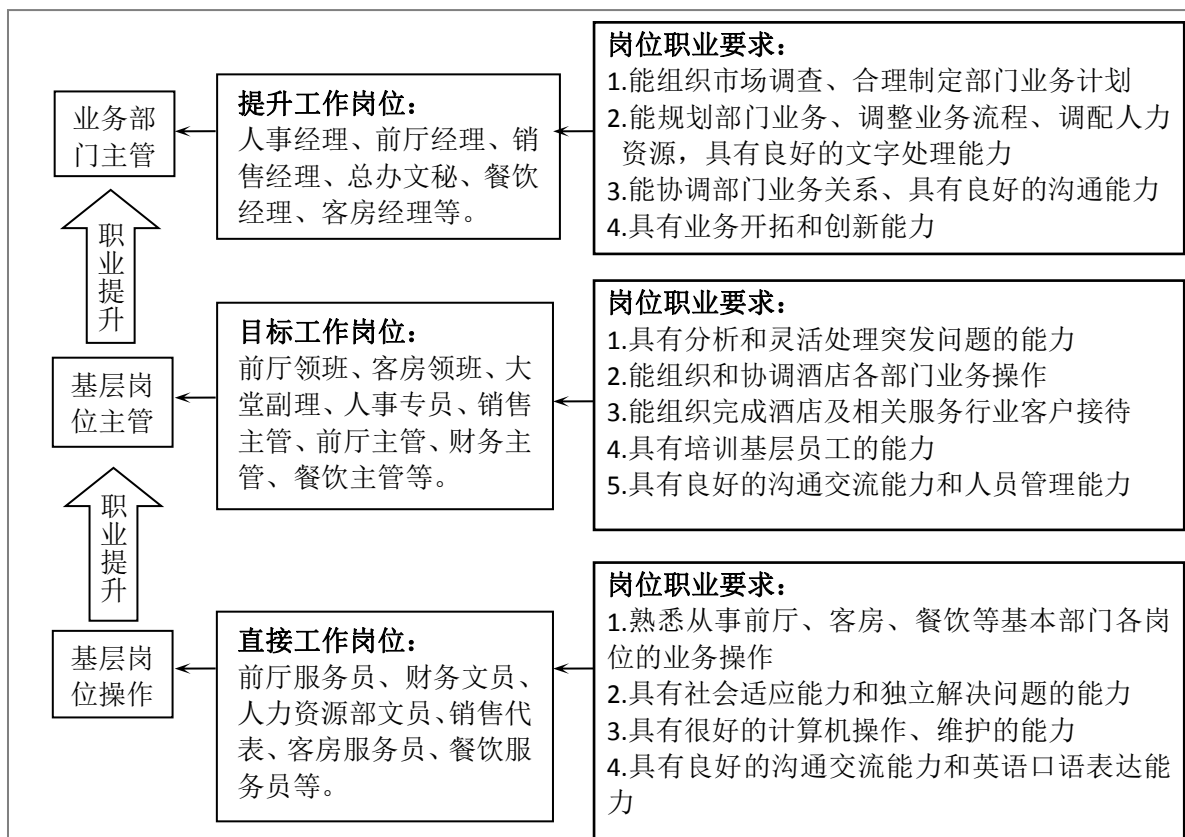 岗位职业要求：
1.能组织市场调查、合理制定部门业务计划
2.能规划部门业务、调整业务流程、调配人力
资源，具有良好的文字处理能力
3.能协调部门业务关系、具有良好的沟通能力
4.具有业务开拓和创新能力
提升工作岗位：
人事经理、前厅经理、销
售经理、总办文秘、餐饮
经理、客房经理等。
业务部
门主管
职
业
提
升
岗位职业要求：
1.具有分析和灵活处理突发问题的能力
2.能组织和协调酒店各部门业务操作
3.能组织完成酒店及相关服务行业客户接待
4.具有培训基层员工的能力
5.具有良好的沟通交流能力和人员管理能力
目标工作岗位：
前厅领班、客房领班、大
堂副理、人事专员、销售
主管、前厅主管、财务主
管、餐饮主管等。
基层岗
位主管
职
业
提
升
岗位职业要求：
1.熟悉从事前厅、客房、餐饮等基本部门各岗
位的业务操作
2.具有社会适应能力和独立解决问题的能力
3.具有很好的计算机操作、维护的能力
4.具有良好的沟通交流能力和英语口语表达能
力
直接工作岗位：
前厅服务员、财务文员、
人力资源部文员、销售代
表、客房服务员、餐饮服
务员等。
基层岗
位操作